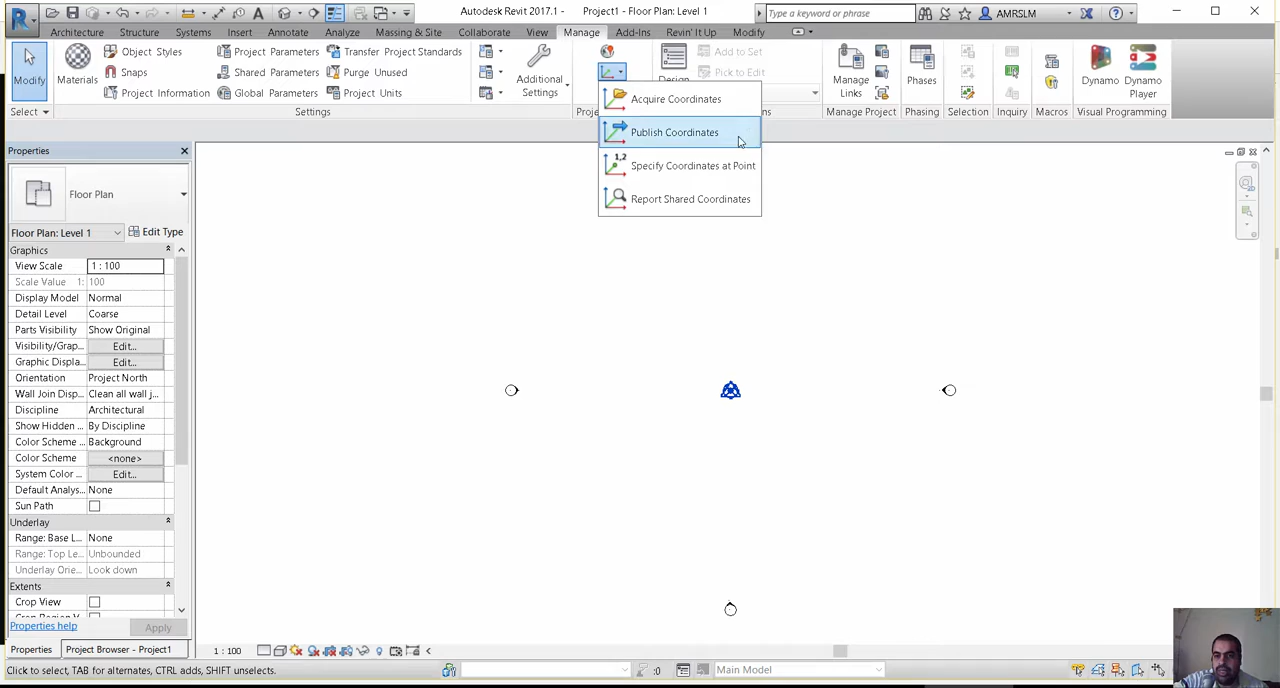 Autodesk Revit 2017.1 - Project1 - Floor Plan: Level 1
Type a keyword or phrase
AMRSLM
Architecture Structure Systems Insert Annotate Analyze Massing & Site Collaborate View Manage Add-Ins Revin' It Up Modify
Modify
Materials
Object Styles
Snaps
Project Information
Project Parameters
Shared Parameters
Global Parameters
Transfer Project Standards
Purge Unused
Project Units
Additional
Settings
Add to Set
Pick to Edit
Manage
Links
Phases
Dynamo
Dynamo
Player
Select
Settings
Manage Project
Phasing
Selection
Inquiry
Macros
Visual Programming
Acquire Coordinates
Publish Coordinates
1,2
Specify Coordinates at Point
Report Shared Coordinates
Properties
Floor Plan
Floor Plan: Level 1
Edit Type
Graphics
View Scale 1 : 100
Scale Value 1: 100
Display Model Normal
Detail Level Coarse
Parts Visibility Show Original
Visibility/Grap... Edit...
Graphic Displa... Edit...
Orientation Project North
Wall Join Disp... Clean all wall j...
Discipline Architectural
Show Hidden ... By Discipline
Color Scheme ... Background
Color Scheme <none>
System Color ... Edit...
Default Analys... None
Sun Path
Underlay
Range: Base L... None
Range: Top Le... Unbounded
Underlay Orie... Look down
Extents
Crop View
Properties help
Apply
Properties
Project Browser - Project1
1 : 100
Click to select, TAB for alternates, CTRL adds, SHIFT unselects.
:0
Main Model